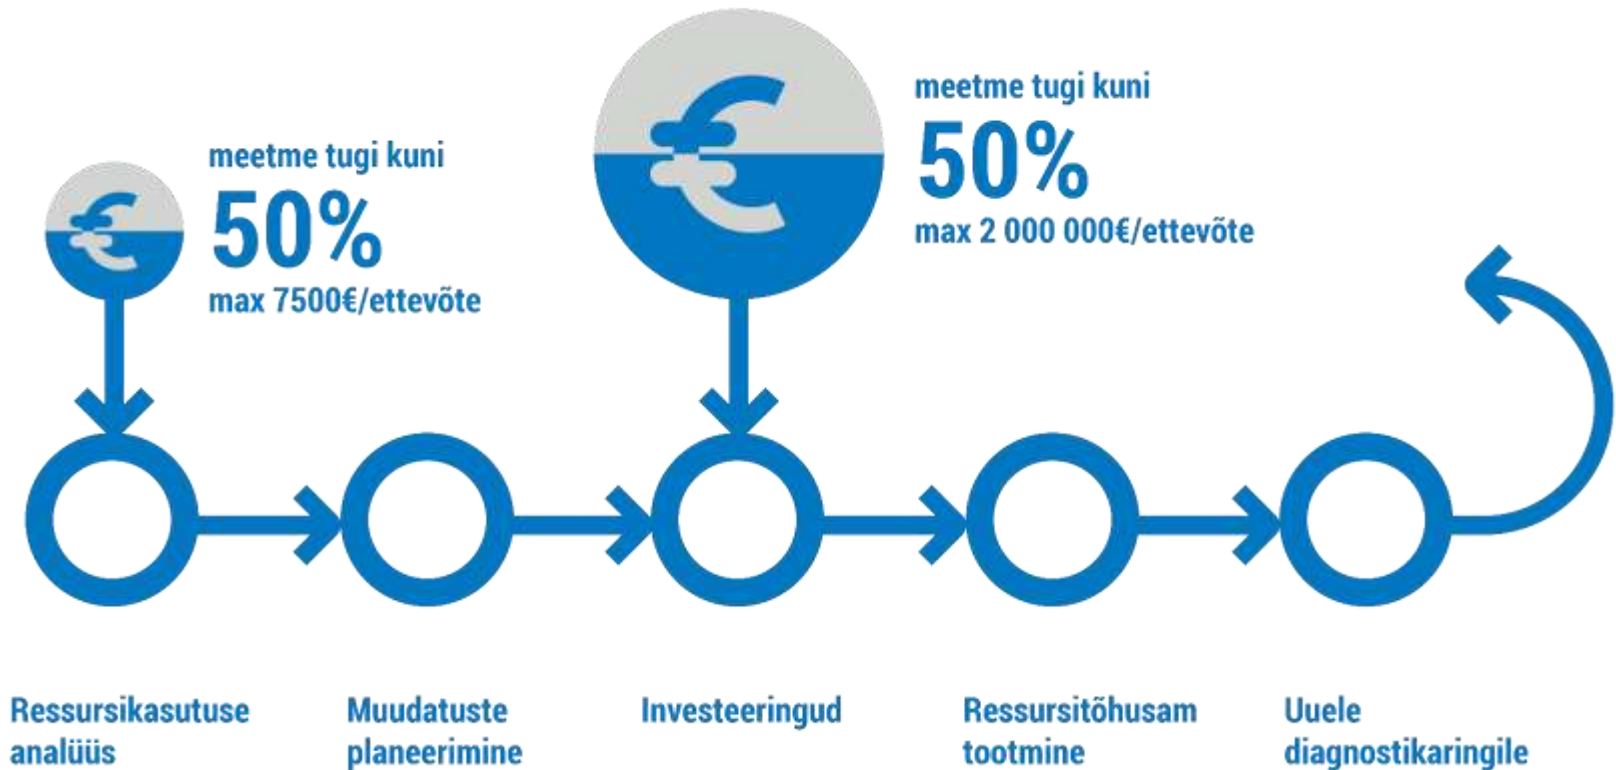 meetme tugi kuni
50%
max 7500€/ettevõte
meetme tugi kuni
50%
max 2 000 000€/ettevõte
€
€
Ressursikasutuse
analüüs
Muudatuste
planeerimine
Investeeringud
Ressursitõhusam
tootmine
Uuele
diagnostikaringile